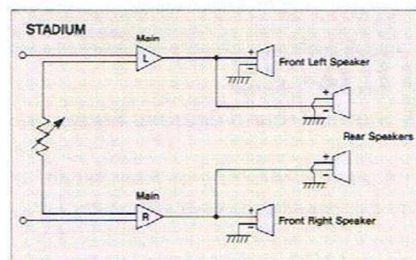 STADIUM
Main
L
+
−
Front Left Speaker
+
−
Rear Speakers
+
−
Main
R
+
−
Front Right Speaker